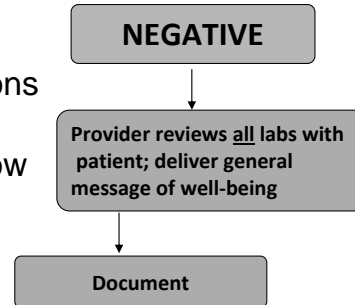 NEGATIVE
Provider reviews all labs with
patient; deliver general
message of well-being
Document